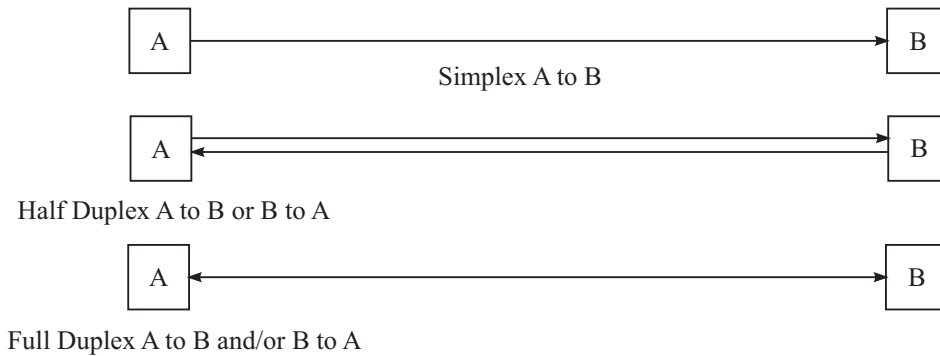 A B
Simplex A to B
A B
Half Duplex A to B or B to A
A B
Full Duplex A to B and/or B to A